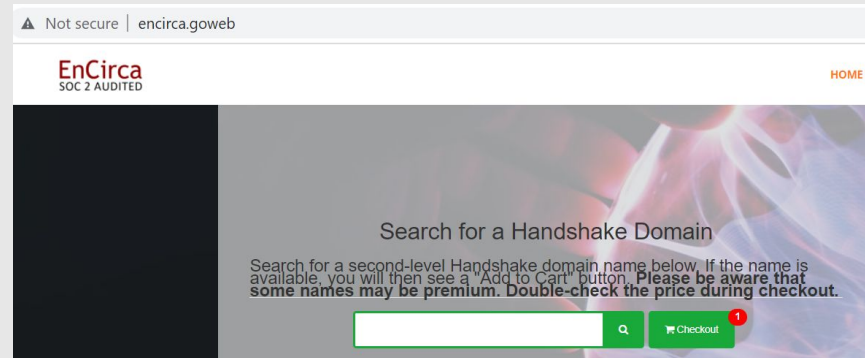 Not secure | encirca.goweb
EnCirca
SOC 2 AUDITED
HOME
Search for a Handshake Domain
Search for a second-level Handshake domain name below. If the name is
available, you will then see a "Add to Cart" button. Please be aware that
some names may be premium. Double-check the price during checkout.
Checkout
1